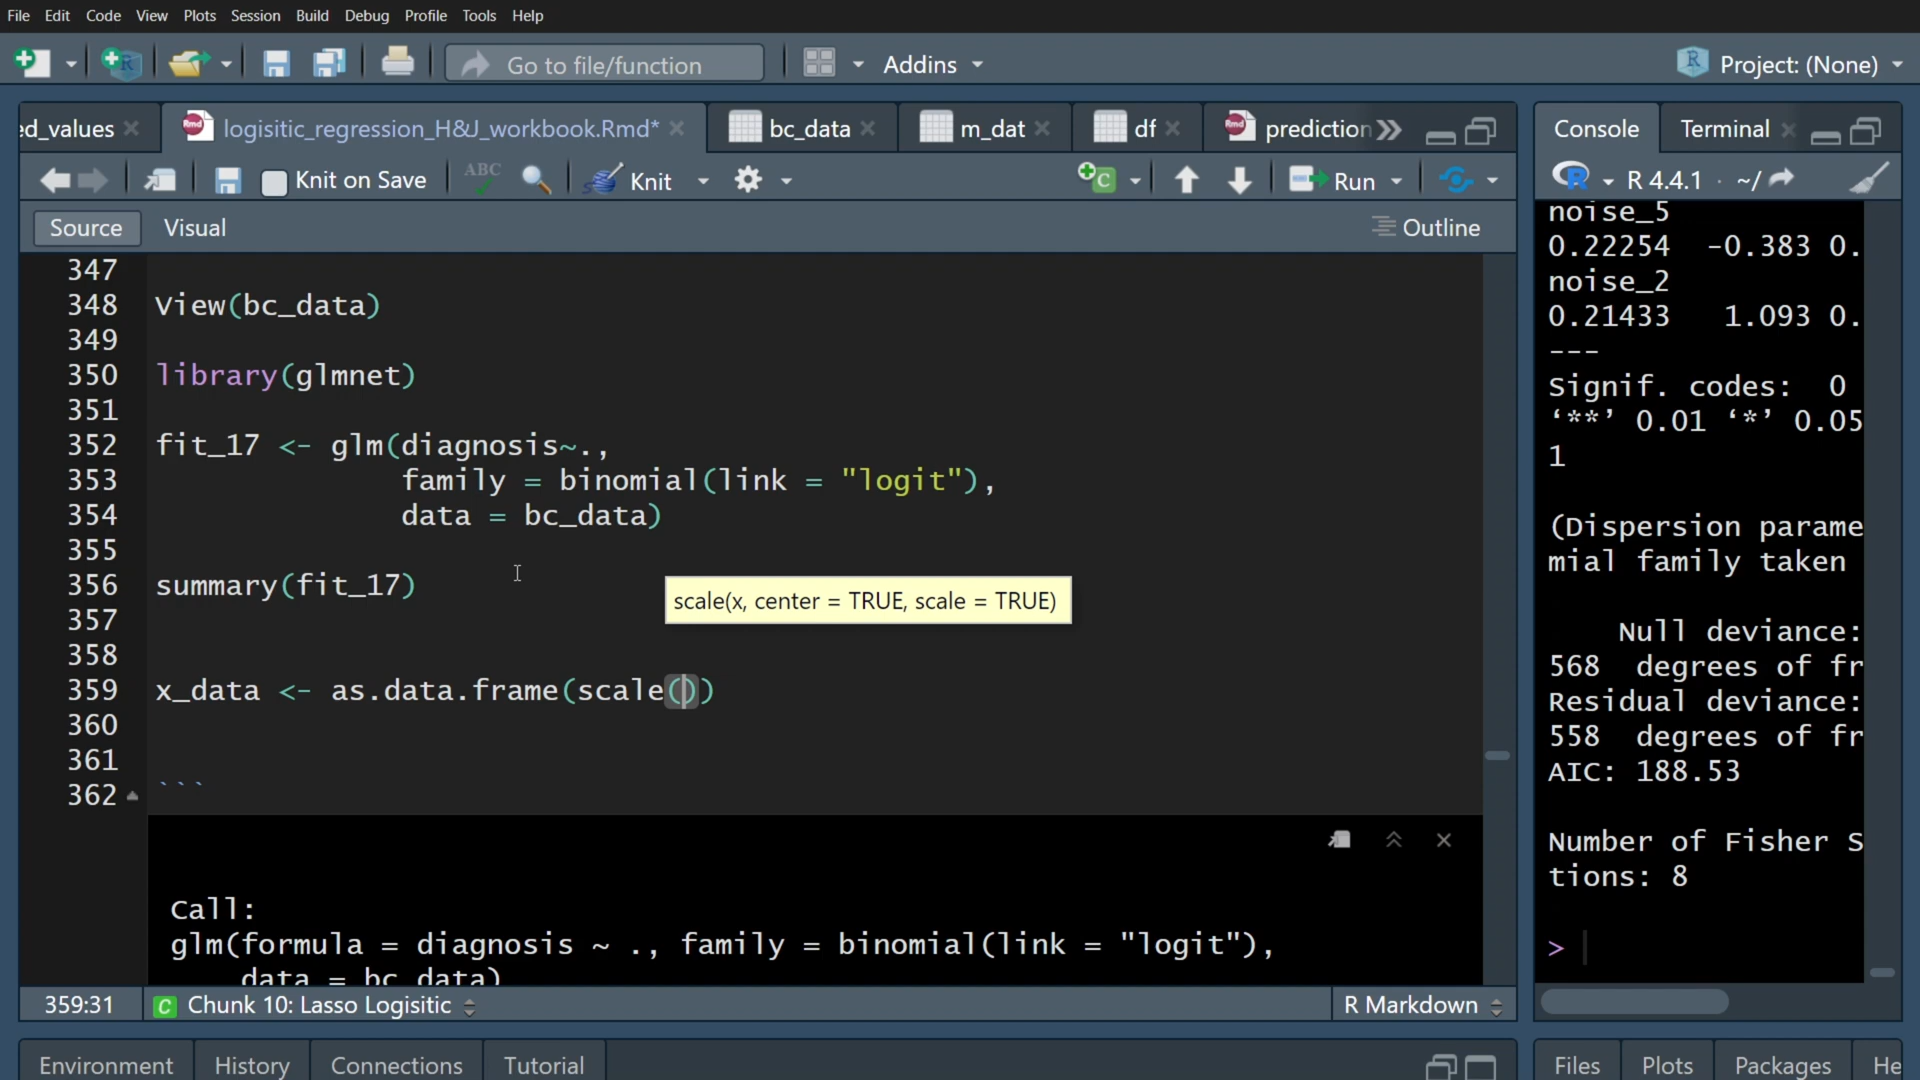 File Edit Code View Plots Session Build Debug Profile Tools Help
Go to file/function Addins Project: (None)
ed_values logisitic_regression_H&J_workbook.Rmd* bc_data m_dat df prediction Console Terminal
Knit on Save Knit Run R 4.4.1 · ~/
Source Visual Outline
347
348 View(bc_data)
349
350 library(glmnet)
351
352 fit_17 <- glm(diagnosis~.,
353 family = binomial(link = "logit"),
354 data = bc_data)
355
356 summary(fit_17)
scale(x, center = TRUE, scale = TRUE)
357
358
359 x_data <- as.data.frame(scale())
360
361
362 ```
Call:
glm(formula = diagnosis ~ ., family = binomial(link = "logit"),
data = bc_data)
359:31 Chunk 10: Lasso Logisitic R Markdown
Environment History Connections Tutorial
noise_5
0.22254 -0.383 0.
noise_2
0.21433 1.093 0.
---
Signif. codes: 0
‘**’ 0.01 ‘*’ 0.05
1
(Dispersion parame
mial family taken
Null deviance:
568 degrees of fr
Residual deviance:
558 degrees of fr
AIC: 188.53
Number of Fisher S
tions: 8
>
Files Plots Packages He